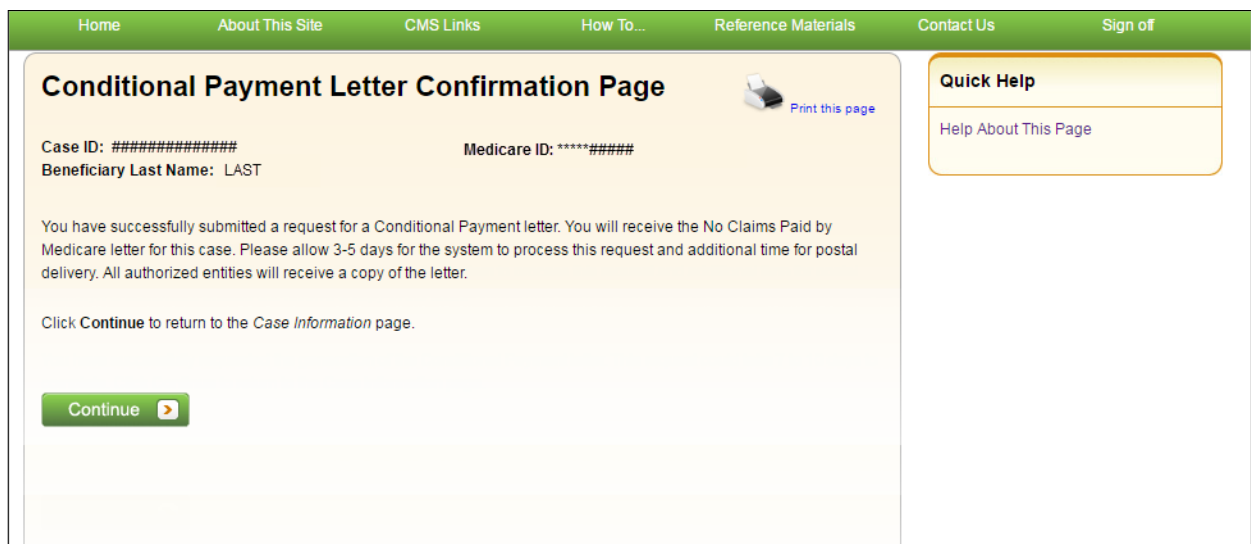 Home About This Site CMS Links How To... Reference Materials Contact Us Sign off
Conditional Payment Letter Confirmation Page
Print this page
Case ID: ############## Medicare ID: *****#####
Beneficiary Last Name: LAST
You have successfully submitted a request for a Conditional Payment letter. You will receive the No Claims Paid by
Medicare letter for this case. Please allow 3-5 days for the system to process this request and additional time for postal
delivery. All authorized entities will receive a copy of the letter.
Click Continue to return to the Case Information page.
Continue
Quick Help
Help About This Page